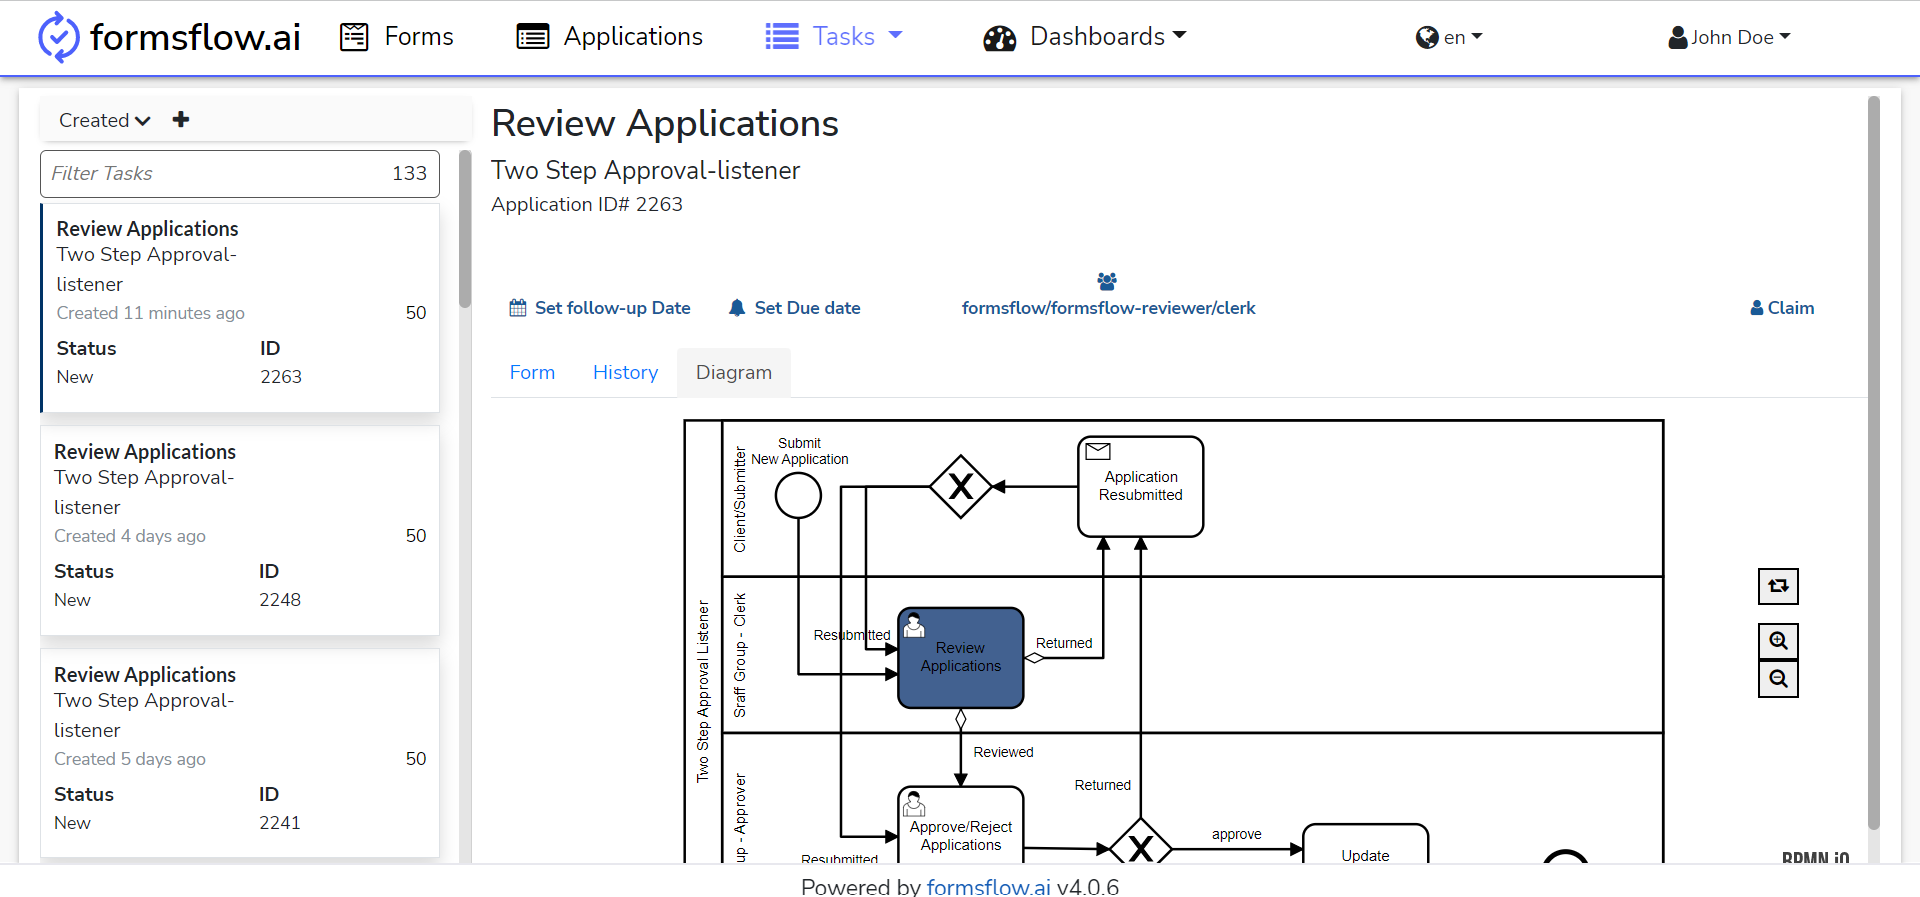 formsflow.ai
Forms
Applications
Tasks
Dashboards
en
John Doe
Created
Filter Tasks 133
Review Applications
Two Step Approval-
listener
Created 11 minutes ago 50
Status ID
New 2263
Review Applications
Two Step Approval-
listener
Created 4 days ago 50
Status ID
New 2248
Review Applications
Two Step Approval-
listener
Created 5 days ago 50
Status ID
New 2241
Review Applications
Two Step Approval-listener
Application ID# 2263
Set follow-up Date
Set Due date
formsflow/formsflow-reviewer/clerk
Claim
Form
History
Diagram
Two Step Approval Listener
Client/Submitter
Submit
New Application
X
Application
Resubmitted
Sraff Group - Clerk
Resubmitted
Review
Applications
Returned
Reviewed
up - Approver
Returned
Approve/Reject
Applications
Resubmitted
X
approve
Update
BPMN.iO
Powered by formsflow.ai v4.0.6